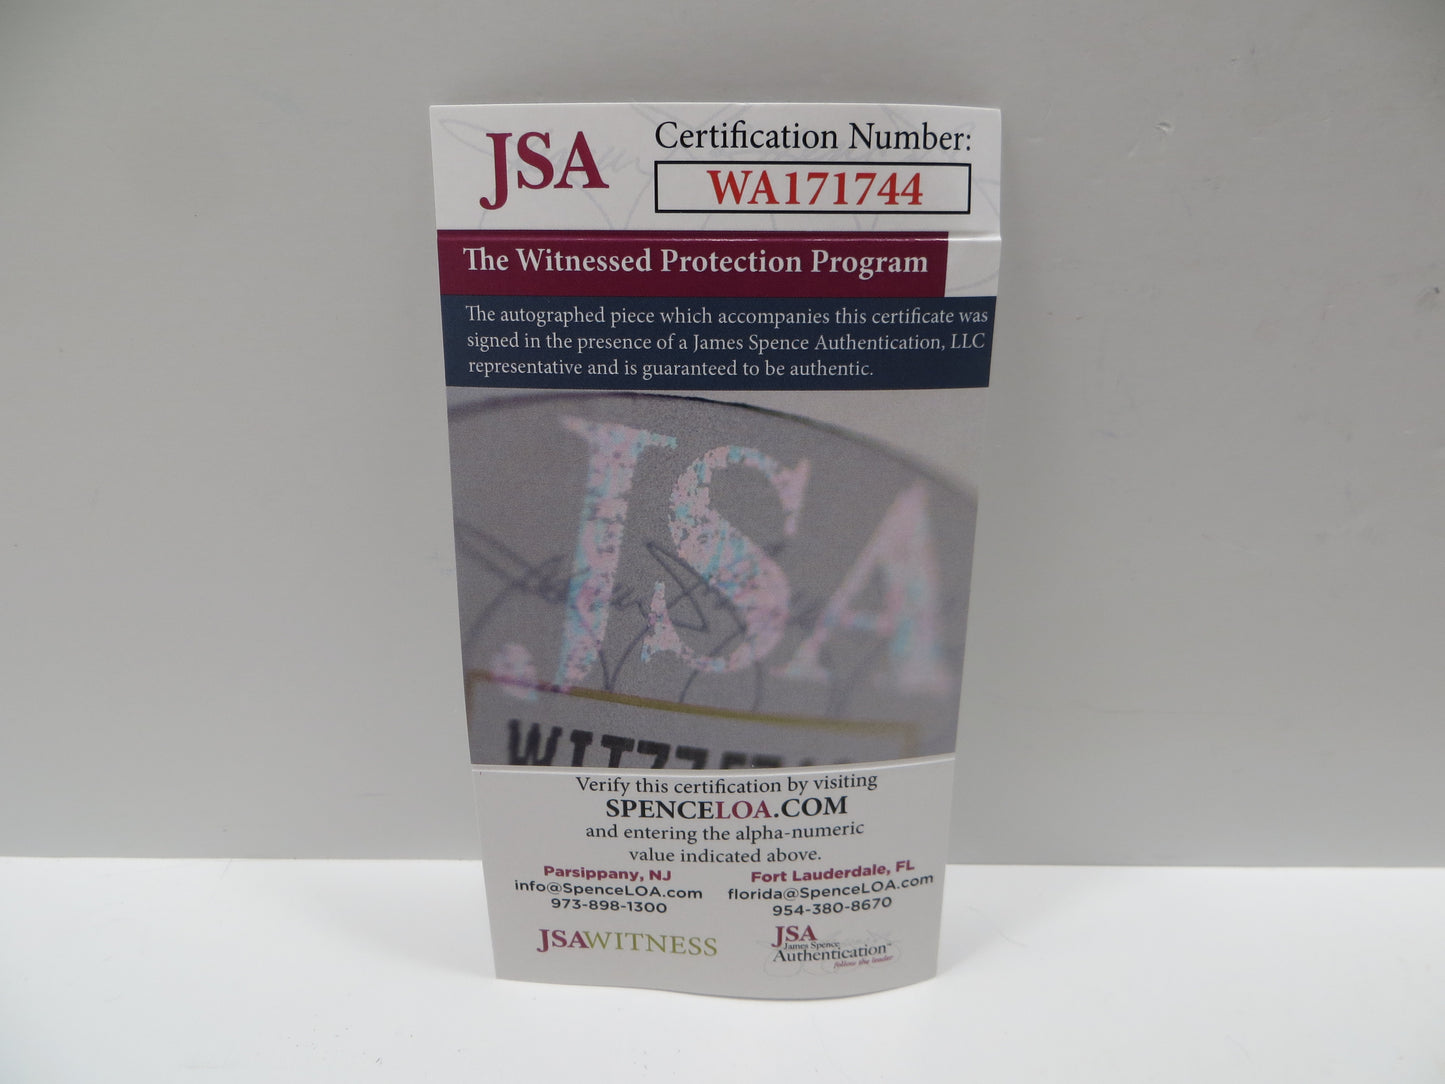 JSA
Certification Number:
WA171744
The Witnessed Protection Program
The autographed piece which accompanies this certificate was
signed in the presence of a James Spence Authentication, LLC
representative and is guaranteed to be authentic.
JSA
Verify this certification by visiting
SPENCELOA.COM
and entering the alpha-numeric
value indicated above.
Parsippany, NJ
info@SpenceLOA.com
973-898-1300
Fort Lauderdale, FL
florida@SpenceLOA.com
954-380-8670
JSAWITNESS
JSA
James Spence
Authentication
follow the leader